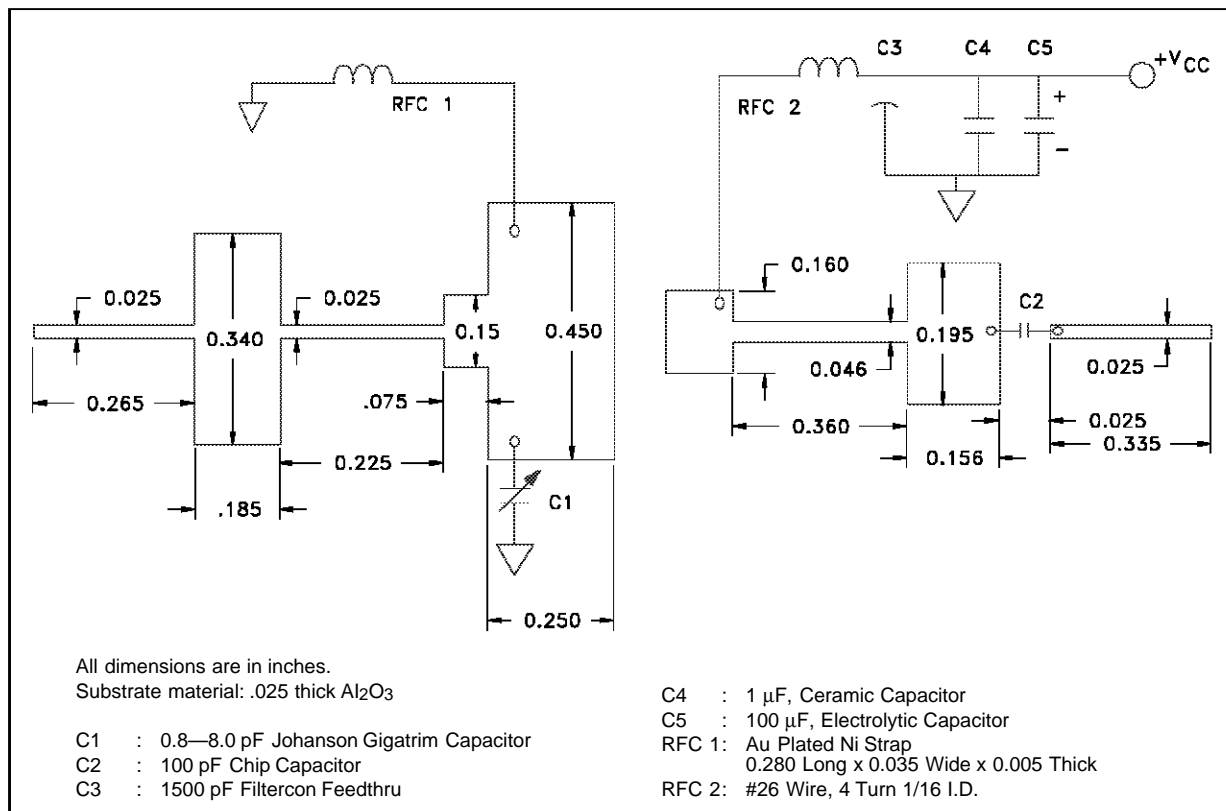 C3 C4 C5
+VCC
RFC 1
RFC 2
+
−
0.160
0.025 0.025
0.340
0.15
0.450
C2
0.195
0.046
0.025
0.265
.075
0.360
0.025
0.335
0.225
0.156
.185
C1
0.250
All dimensions are in inches.
Substrate material: .025 thick Al2O3
C1 : 0.8—8.0 pF Johanson Gigatrim Capacitor
C2 : 100 pF Chip Capacitor
C3 : 1500 pF Filtercon Feedthru
C4 : 1 μF, Ceramic Capacitor
C5 : 100 μF, Electrolytic Capacitor
RFC 1: Au Plated Ni Strap
0.280 Long x 0.035 Wide x 0.005 Thick
RFC 2: #26 Wire, 4 Turn 1/16 I.D.